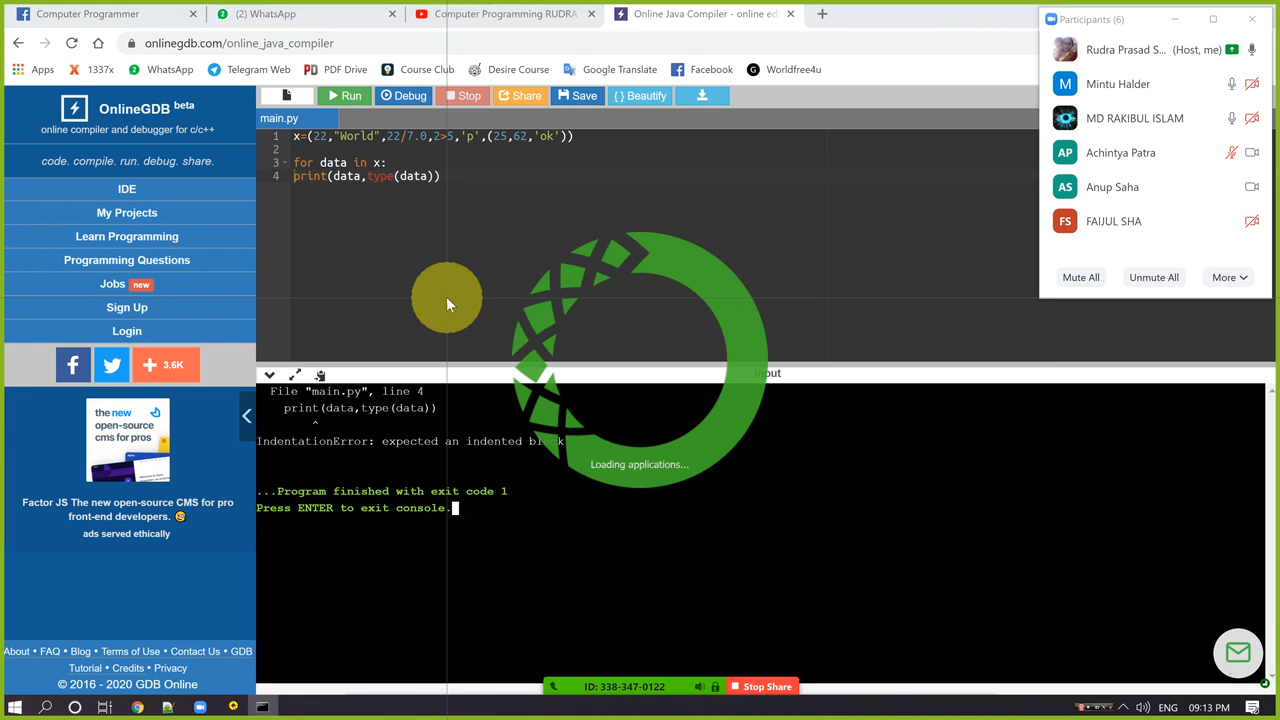 Computer Programmer
(2) WhatsApp
Computer Programming RUDRA
Online Java Compiler - online edi
onlinegdb.com/online_java_compiler
Apps
1337x
WhatsApp
Telegram Web
PDF Drive
Course Club
Desire Course
Google Translate
Facebook
Worldfree4u
Participants (6)
Rudra Prasad S... (Host, me)
Mintu Halder
MD RAKIBUL ISLAM
AP Achintya Patra
AS Anup Saha
FS FAIJUL SHA
Mute All
Unmute All
More
OnlineGDB beta
online compiler and debugger for c/c++
code. compile. run. debug. share.
IDE
My Projects
Learn Programming
Programming Questions
Jobs new
Sign Up
Login
3.6K
the new
open-source
cms for pros
Factor JS The new open-source CMS for pro
front-end developers. 😅
ads served ethically
About • FAQ • Blog • Terms of Use • Contact Us • GDB
Tutorial • Credits • Privacy
© 2016 - 2020 GDB Online
Run
Debug
Stop
Share
Save
{ } Beautify
main.py
1 x=(22,"World",22/7.0,2>5,'p',(25,62,'ok'))
2
3 for data in x:
4 print(data,type(data))
input
File "main.py", line 4
print(data,type(data))
^
IndentationError: expected an indented block
...Program finished with exit code 1
Press ENTER to exit console.
Loading applications...
ID: 338-347-0122
Stop Share
ENG
09:13 PM